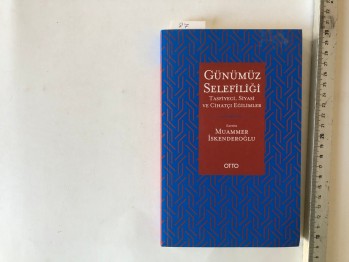 GÜNÜMÜZ
SELEFİLİĞİ
TASFİYECİ, SİYASİ
VE CİHATÇI EĞİLİMLER
MUAMMER
İSKENDEROĞLU
OTTO